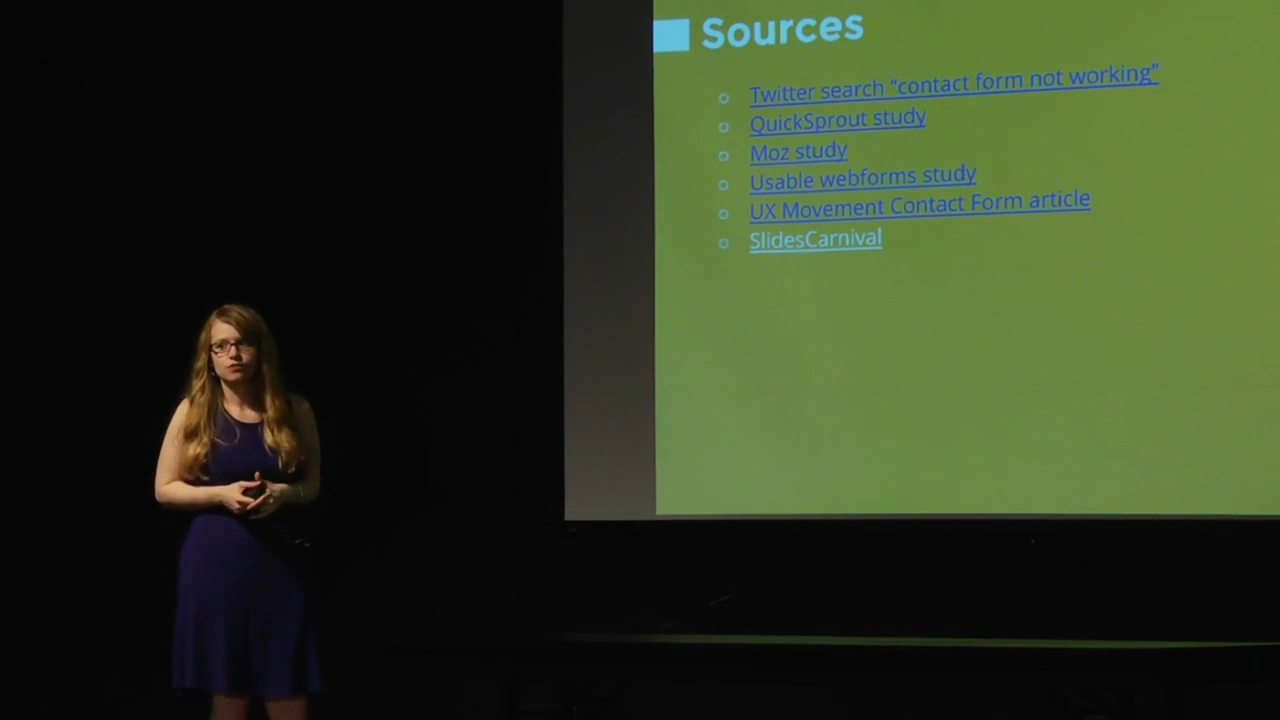 Sources
Twitter search “contact form not working”
QuickSprout study
Moz study
Usable webforms study
UX Movement Contact Form article
SlidesCarnival